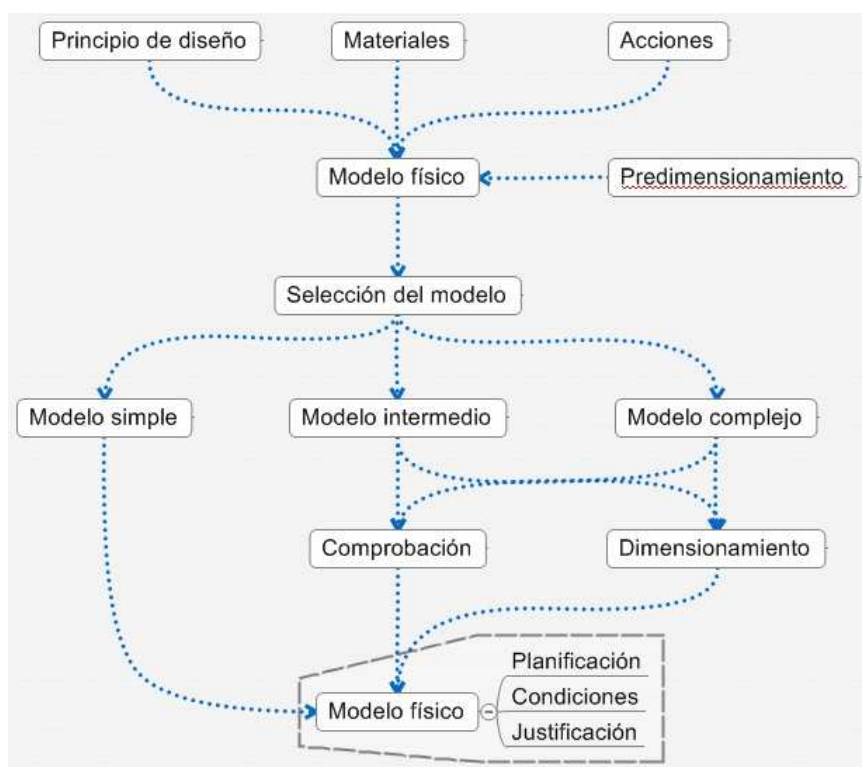 Principio de diseño
Materiales
Acciones
Modelo físico
Predimensionamiento
Selección del modelo
Modelo simple
Modelo intermedio
Modelo complejo
Comprobación
Dimensionamiento
Planificación
Modelo físico
Condiciones
Justificación